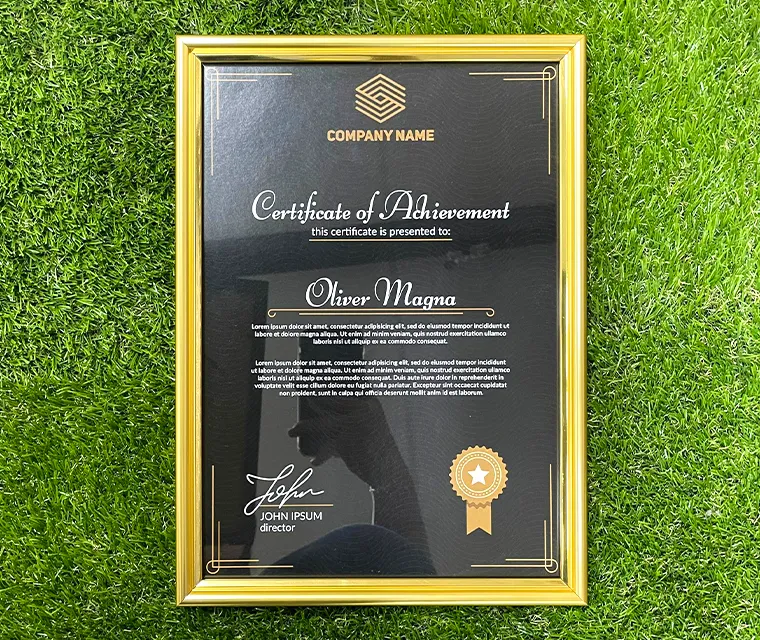 COMPANY NAME
Certificate of Achievement
this certificate is presented to:
Oliver Magna
Lorem ipsum dolor sit amet, consectetur adipisicing elit, sed do eiusmod tempor incididunt ut
labore et dolore magna aliqua. Ut enim ad minim veniam, quis nostrud exercitation ullamco
laboris nisi ut aliquip ex ea commodo consequat.
Lorem ipsum dolor sit amet, consectetur adipisicing elit, sed do eiusmod tempor incididunt
ut labore et dolore magna aliqua. Ut enim ad minim veniam, quis nostrud exercitation ullamco
laboris nisi ut aliquip ex ea commodo consequat. Duis aute irure dolor in reprehenderit in
voluptate velit esse cillum dolore eu fugiat nulla pariatur. Excepteur sint occaecat cupidatat
non proident, sunt in culpa qui officia deserunt mollit anim id est laborum.
John
JOHN IPSUM
director